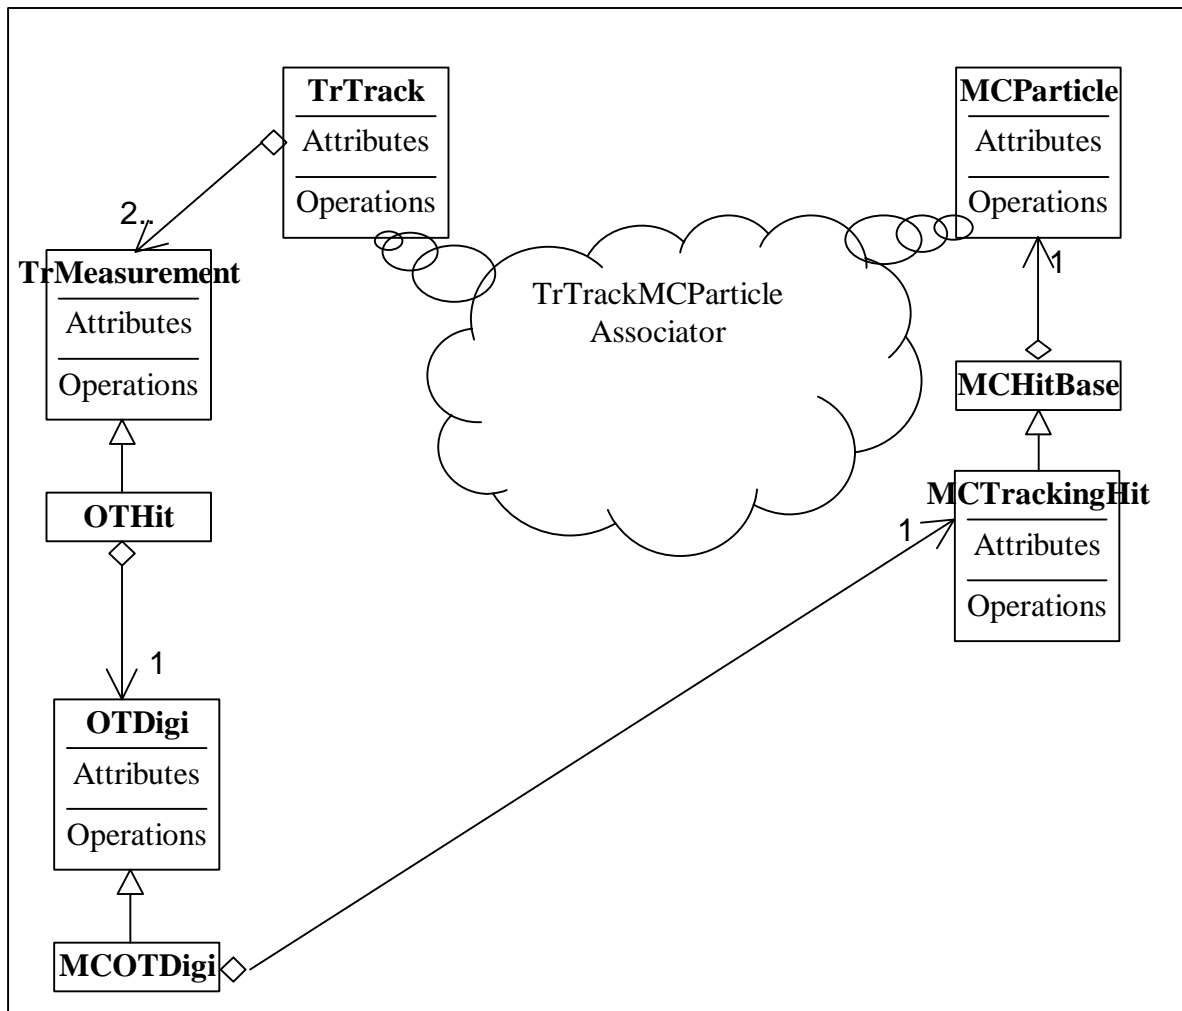 TrTrack
Attributes
Operations
MCParticle
Attributes
Operations
2..
TrMeasurement
Attributes
Operations
TrTrackMCParticle
Associator
1
MCHitBase
OTHit
MCTrackingHit
Attributes
Operations
1
1
OTDigi
Attributes
Operations
MCOTDigi